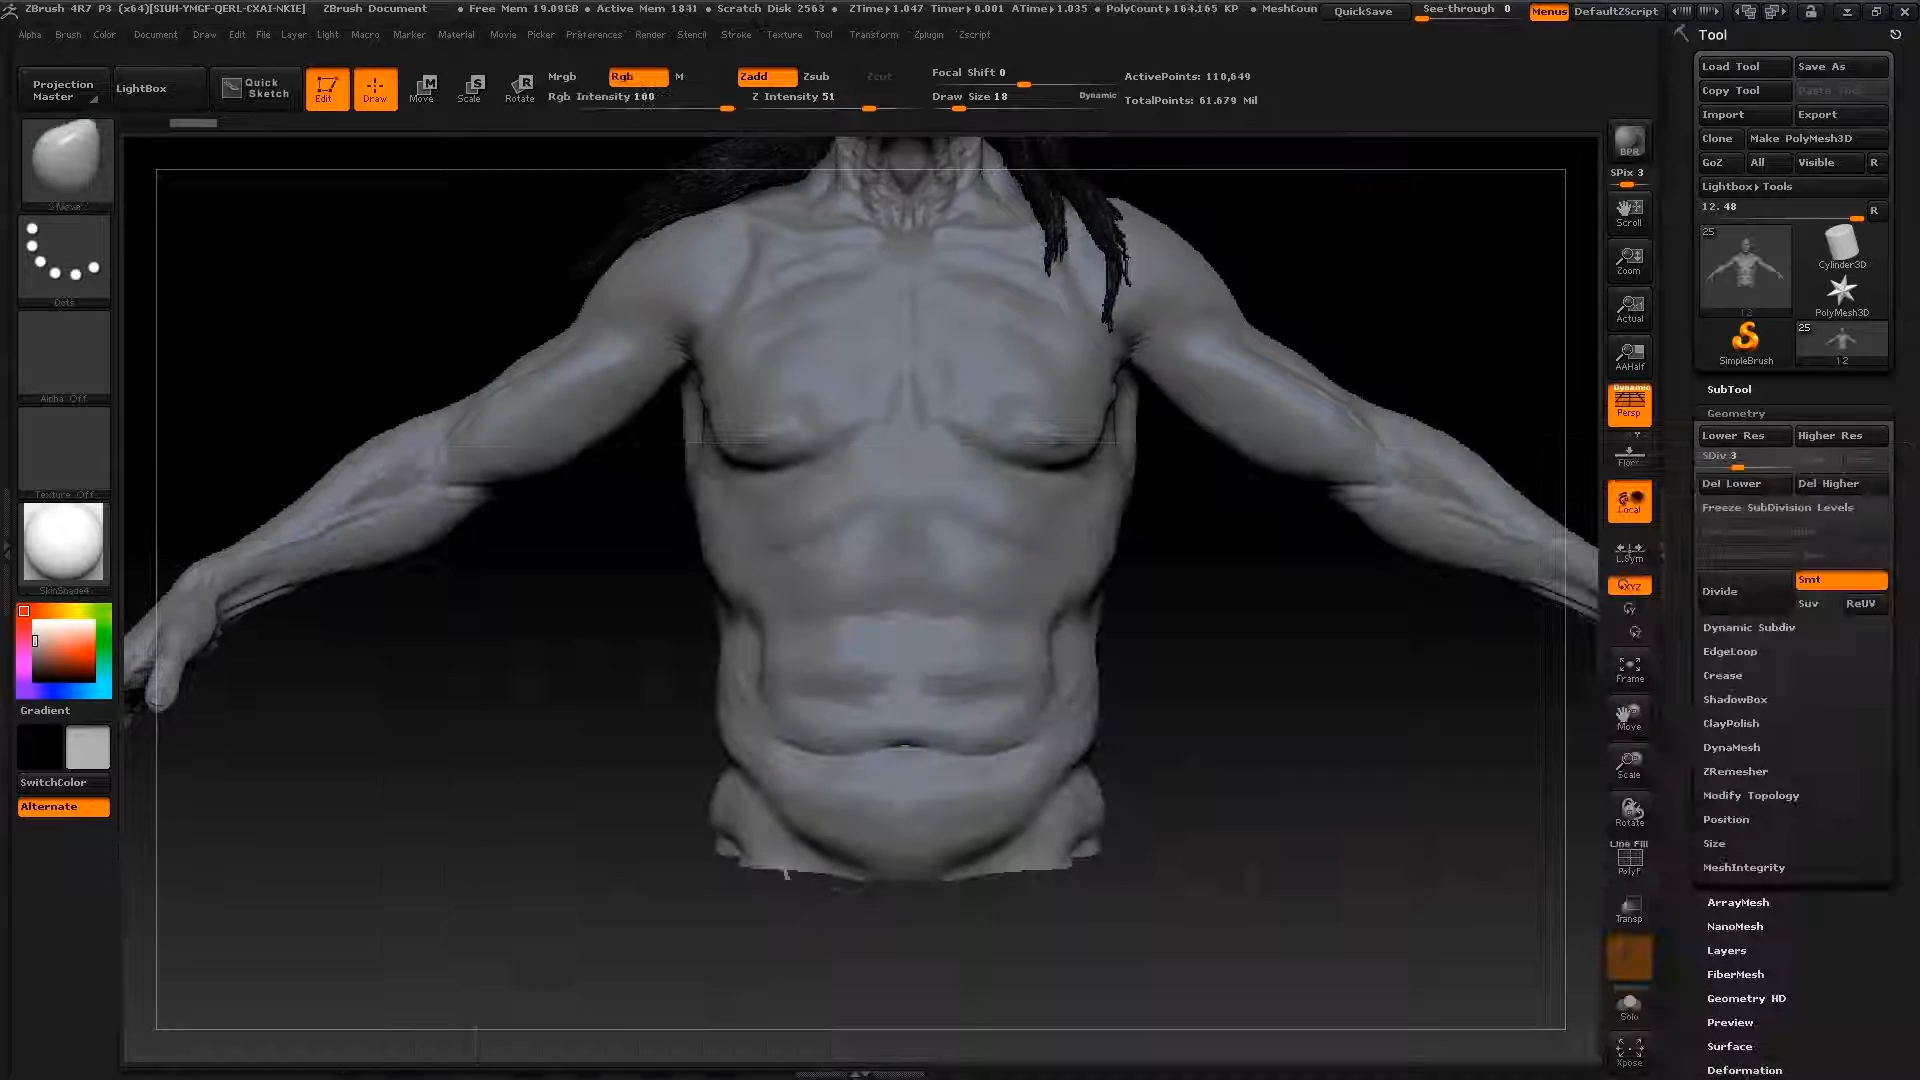 ZBrush 4R7 P3 (x64)[SIUH-YMGF-QERL-CXAI-NKIE] ZBrush Document • Free Mem 19.09GB • Active Mem 1841 • Scratch Disk 2563 • ZTime▸1.047 Timer▸0.001 ATime▸1.035 • PolyCount▸164.165 KP • MeshCoun QuickSave See-through 0 Menus DefaultZScript
Alpha Brush Color Document Draw Edit File Layer Light Macro Marker Material Movie Picker Preferences Render Stencil Stroke Texture Tool Transform Zplugin Zscript
Tool
Projection Master
LightBox
Quick Sketch
Edit
Draw
Move
Scale
Rotate
Mrgb Rgb M
Rgb Intensity 100
Zadd Zsub Zcut
Z Intensity 51
Focal Shift 0
Draw Size 18 Dynamic
ActivePoints: 110,649
TotalPoints: 61.679 Mil
Dots
Alpha Off
Texture Off
SkinShade4
Gradient
SwitchColor
Alternate
BPR
SPix 3
Scroll
Zoom
Actual
AAHalf
Dynamic
Persp
Floor
Local
L.Sym
XYZ
Frame
Move
Scale
Rotate
Line Fill
PolyF
Transp
Solo
Xpose
Load Tool Save As
Copy Tool
Import Export
Clone Make PolyMesh3D
GoZ All Visible R
Lightbox▸Tools
12.48 R
25
12
Cylinder3D
PolyMesh3D
SimpleBrush
25
12
SubTool
Geometry
Lower Res Higher Res
SDiv 3
Del Lower Del Higher
Freeze SubDivision Levels
Divide
Smt
Suv ReUV
Dynamic Subdiv
EdgeLoop
Crease
ShadowBox
ClayPolish
DynaMesh
ZRemesher
Modify Topology
Position
Size
MeshIntegrity
ArrayMesh
NanoMesh
Layers
FiberMesh
Geometry HD
Preview
Surface
Deformation